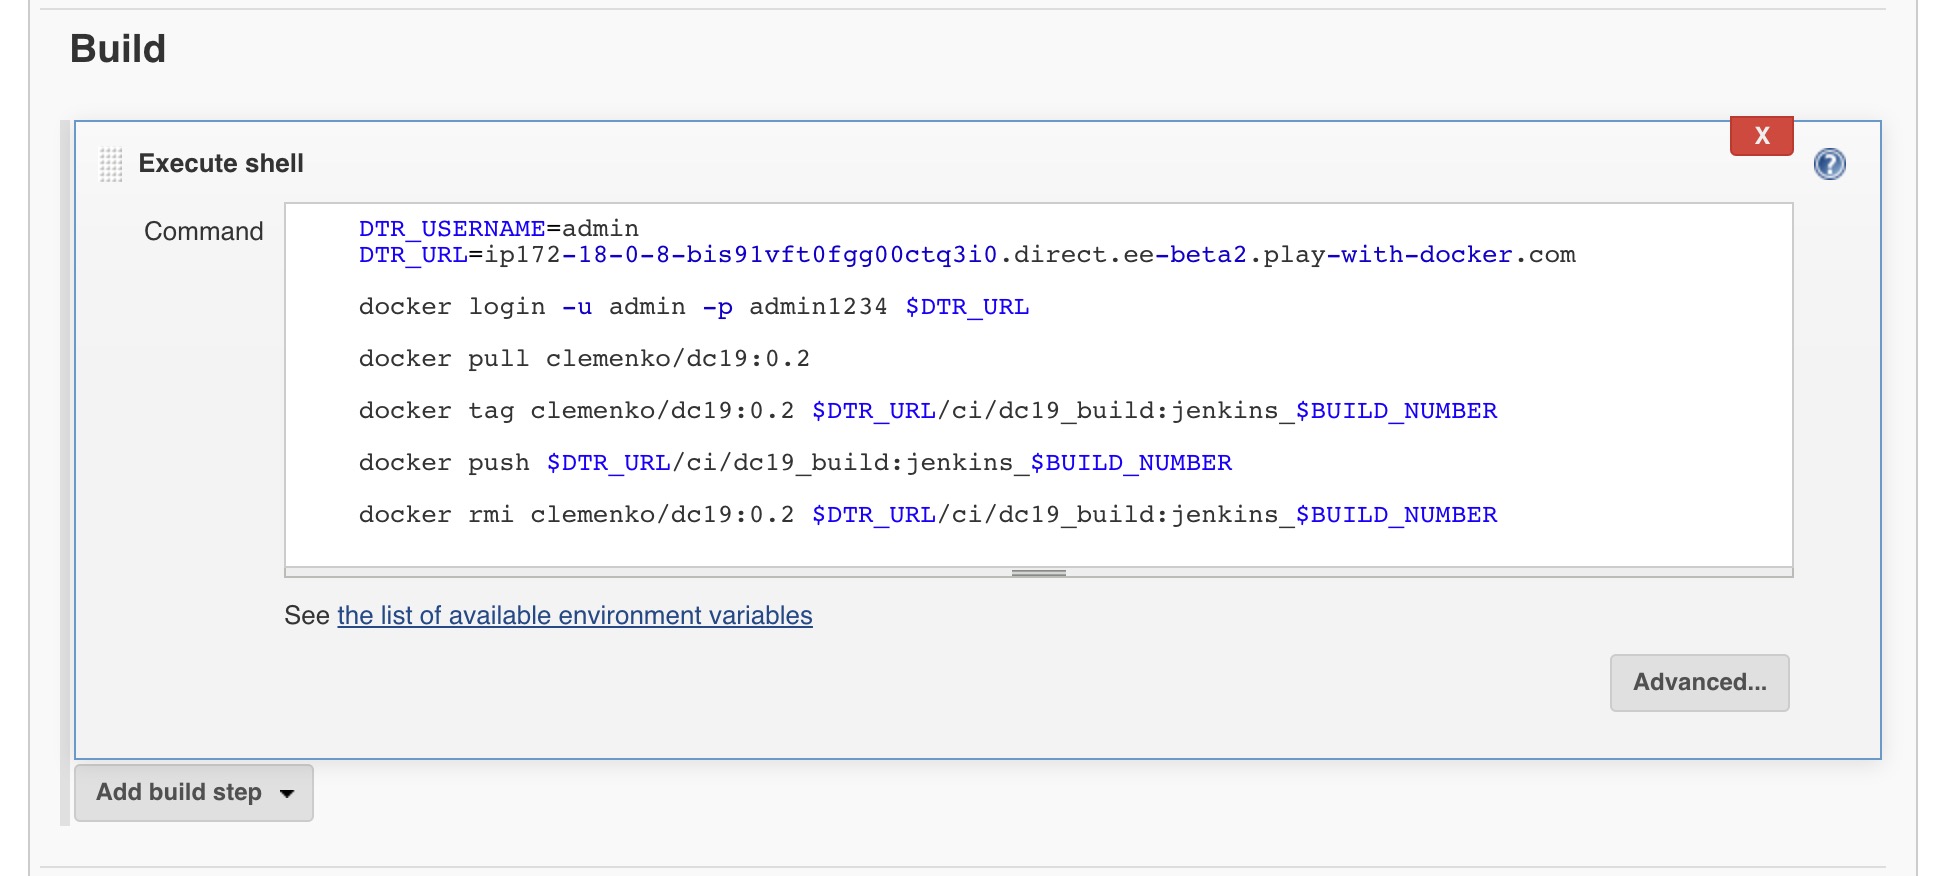 Build
X
Execute shell
?
Command
DTR_USERNAME=admin
DTR_URL=ip172-18-0-8-bis91vft0fgg00ctq3i0.direct.ee-beta2.play-with-docker.com
docker login -u admin -p admin1234 $DTR_URL
docker pull clemenko/dc19:0.2
docker tag clemenko/dc19:0.2 $DTR_URL/ci/dc19_build:jenkins_$BUILD_NUMBER
docker push $DTR_URL/ci/dc19_build:jenkins_$BUILD_NUMBER
docker rmi clemenko/dc19:0.2 $DTR_URL/ci/dc19_build:jenkins_$BUILD_NUMBER
See the list of available environment variables
Advanced...
Add build step